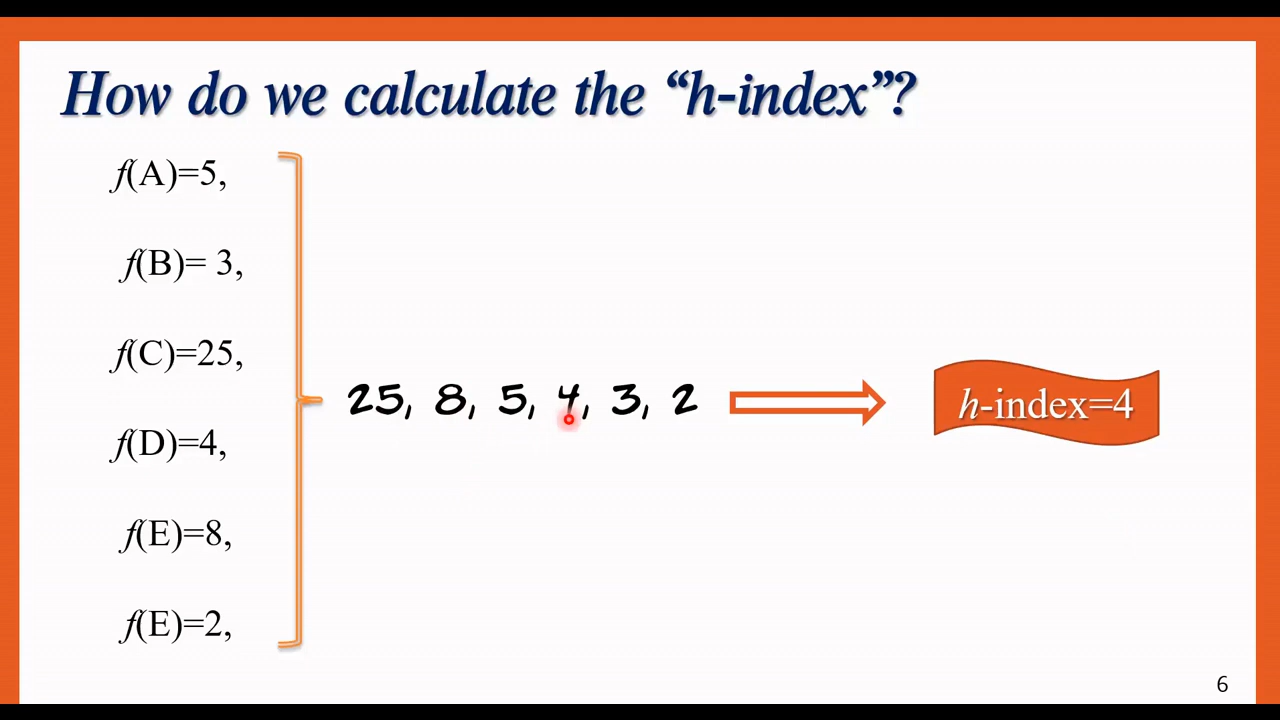 How do we calculate the “h-index”?
f(A)=5,
f(B)= 3,
f(C)=25,
f(D)=4,
f(E)=8,
f(E)=2,
25, 8, 5, 4, 3, 2
h-index=4
6